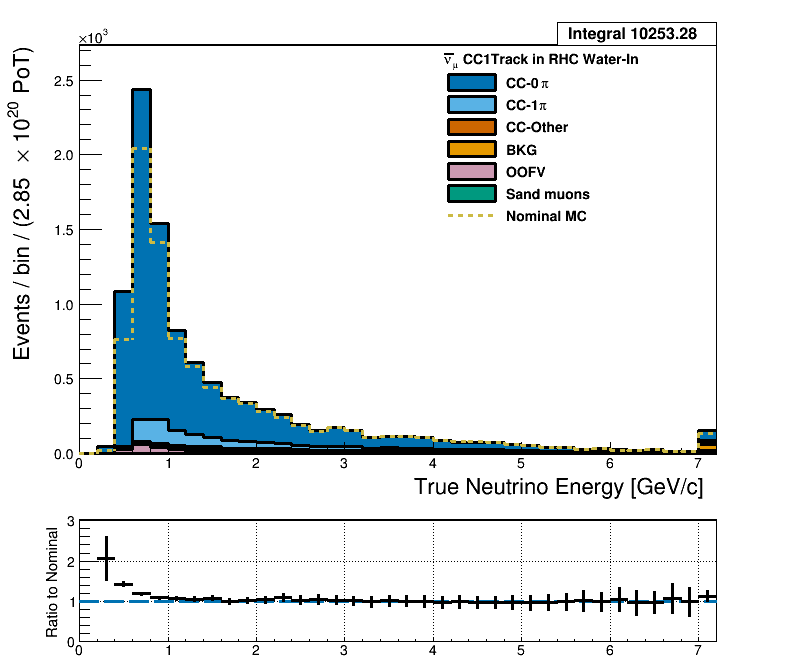 Integral 10253.28
×10³
ν̅μ CC1Track in RHC Water-In
CC-0π
CC-1π
CC-Other
BKG
OOFV
Sand muons
Nominal MC
Events / bin / (2.85 × 10²⁰ PoT)
2.5
2.0
1.5
1.0
0.5
0.0
0 1 2 3 4 5 6 7
True Neutrino Energy [GeV/c]
Ratio to Nominal
3
2
1
0
0 1 2 3 4 5 6 7